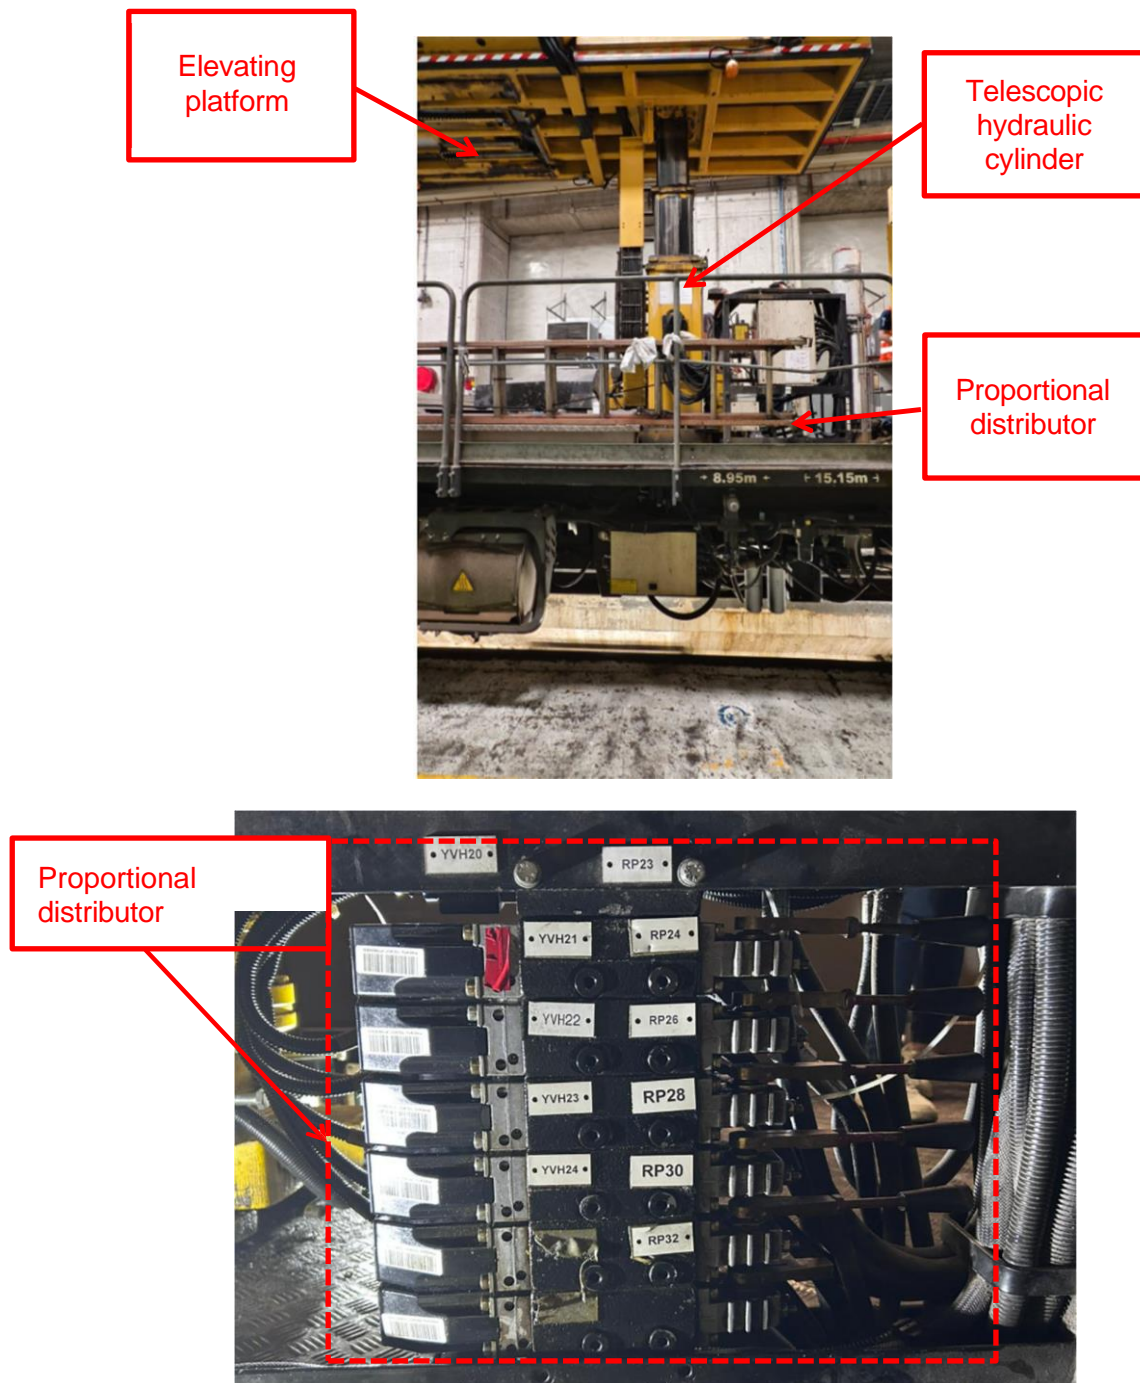 Elevating
platform
Telescopic
hydraulic
cylinder
Proportional
distributor
8.95m
15.15m
Proportional
distributor
YVH20
RP23
YVH21
RP24
YVH22
RP26
YVH23
RP28
YVH24
RP30
RP32